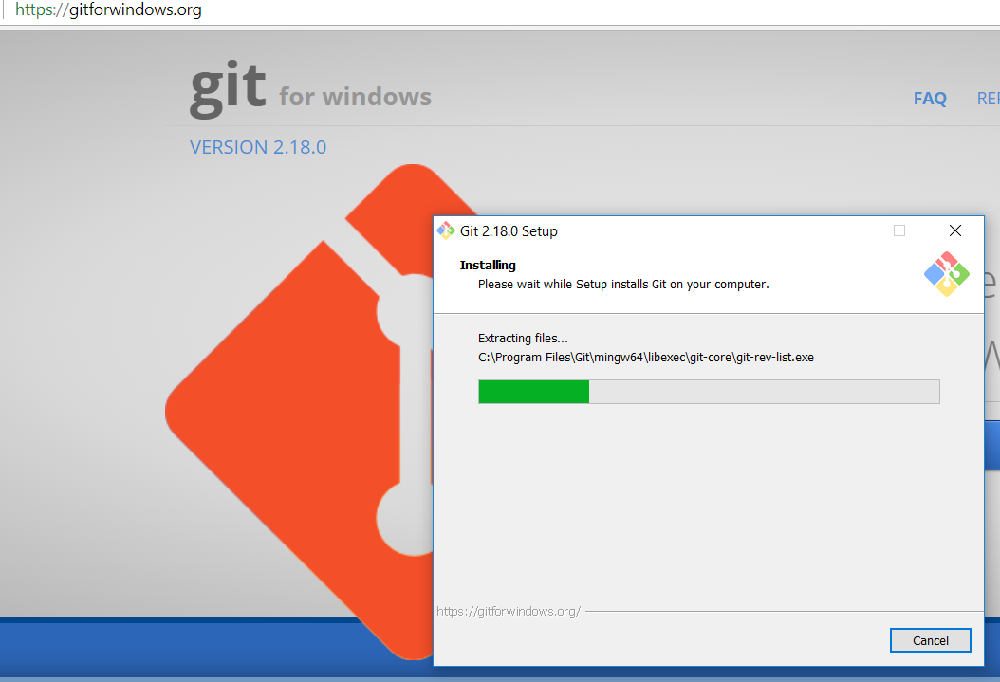 https://gitforwindows.org
git for windows
FAQ
VERSION 2.18.0
Git 2.18.0 Setup
Installing
Please wait while Setup installs Git on your computer.
Extracting files...
C:\Program Files\Git\mingw64\libexec\git-core\git-rev-list.exe
https://gitforwindows.org/
Cancel